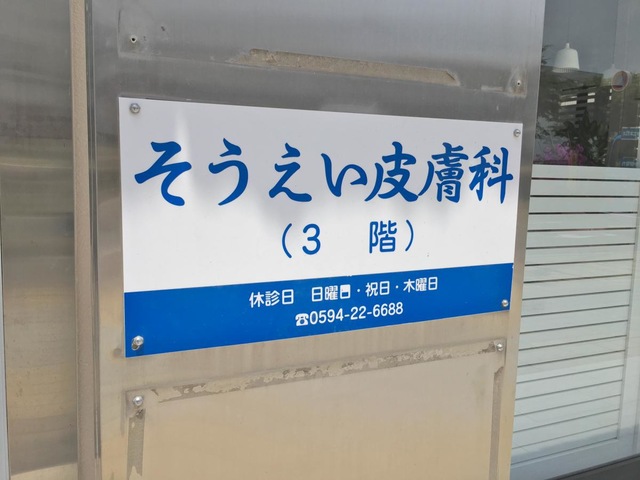 そうえい皮膚科
(3 階)
休診日 日曜日・祝日・木曜日
☎0594-22-6688